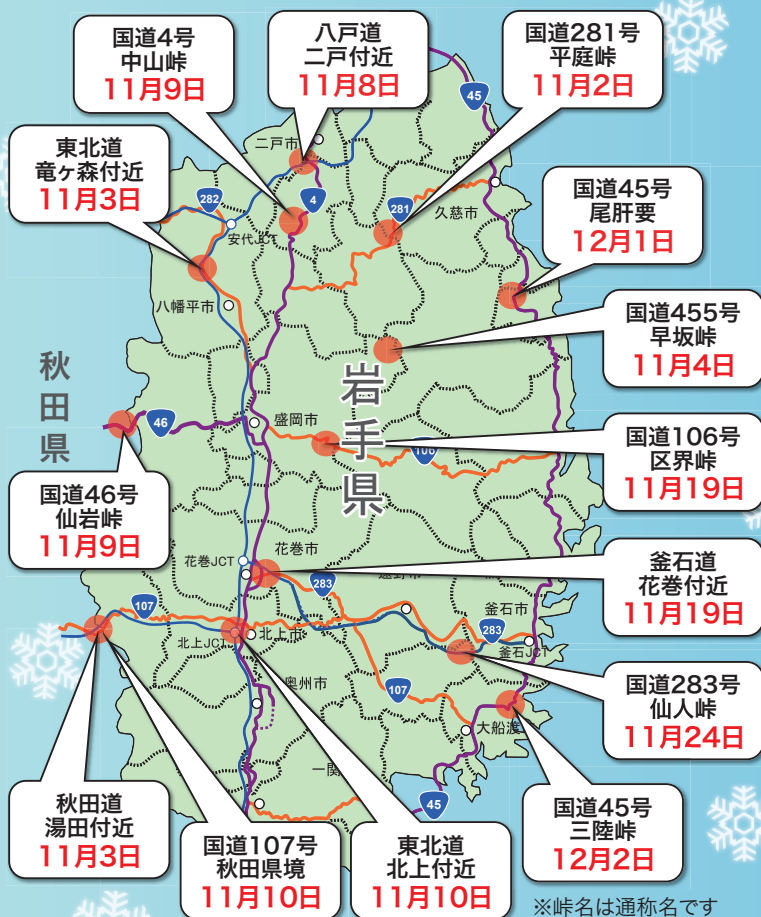 国道4号
中山峠
11月9日
八戸道
二戸付近
11月8日
国道281号
平庭峠
11月2日
45
東北道
竜ヶ森付近
11月3日
二戸市
282
4
281
久慈市
安代JCT
国道45号
尾肝要
12月1日
八幡平市
国道455号
早坂峠
11月4日
秋田県
岩手県
46
盛岡市
106
国道106号
区界峠
11月19日
国道46号
仙岩峠
11月9日
花巻JCT
花巻市
283
遠野市
釜石道
花巻付近
11月19日
107
釜石市
283
北上JCT
北上市
釜石JCT
国道283号
仙人峠
11月24日
奥州市
107
大船渡
一関
45
秋田道
湯田付近
11月3日
国道107号
秋田県境
11月10日
東北道
北上付近
11月10日
国道45号
三陸峠
12月2日
※峠名は通称名です